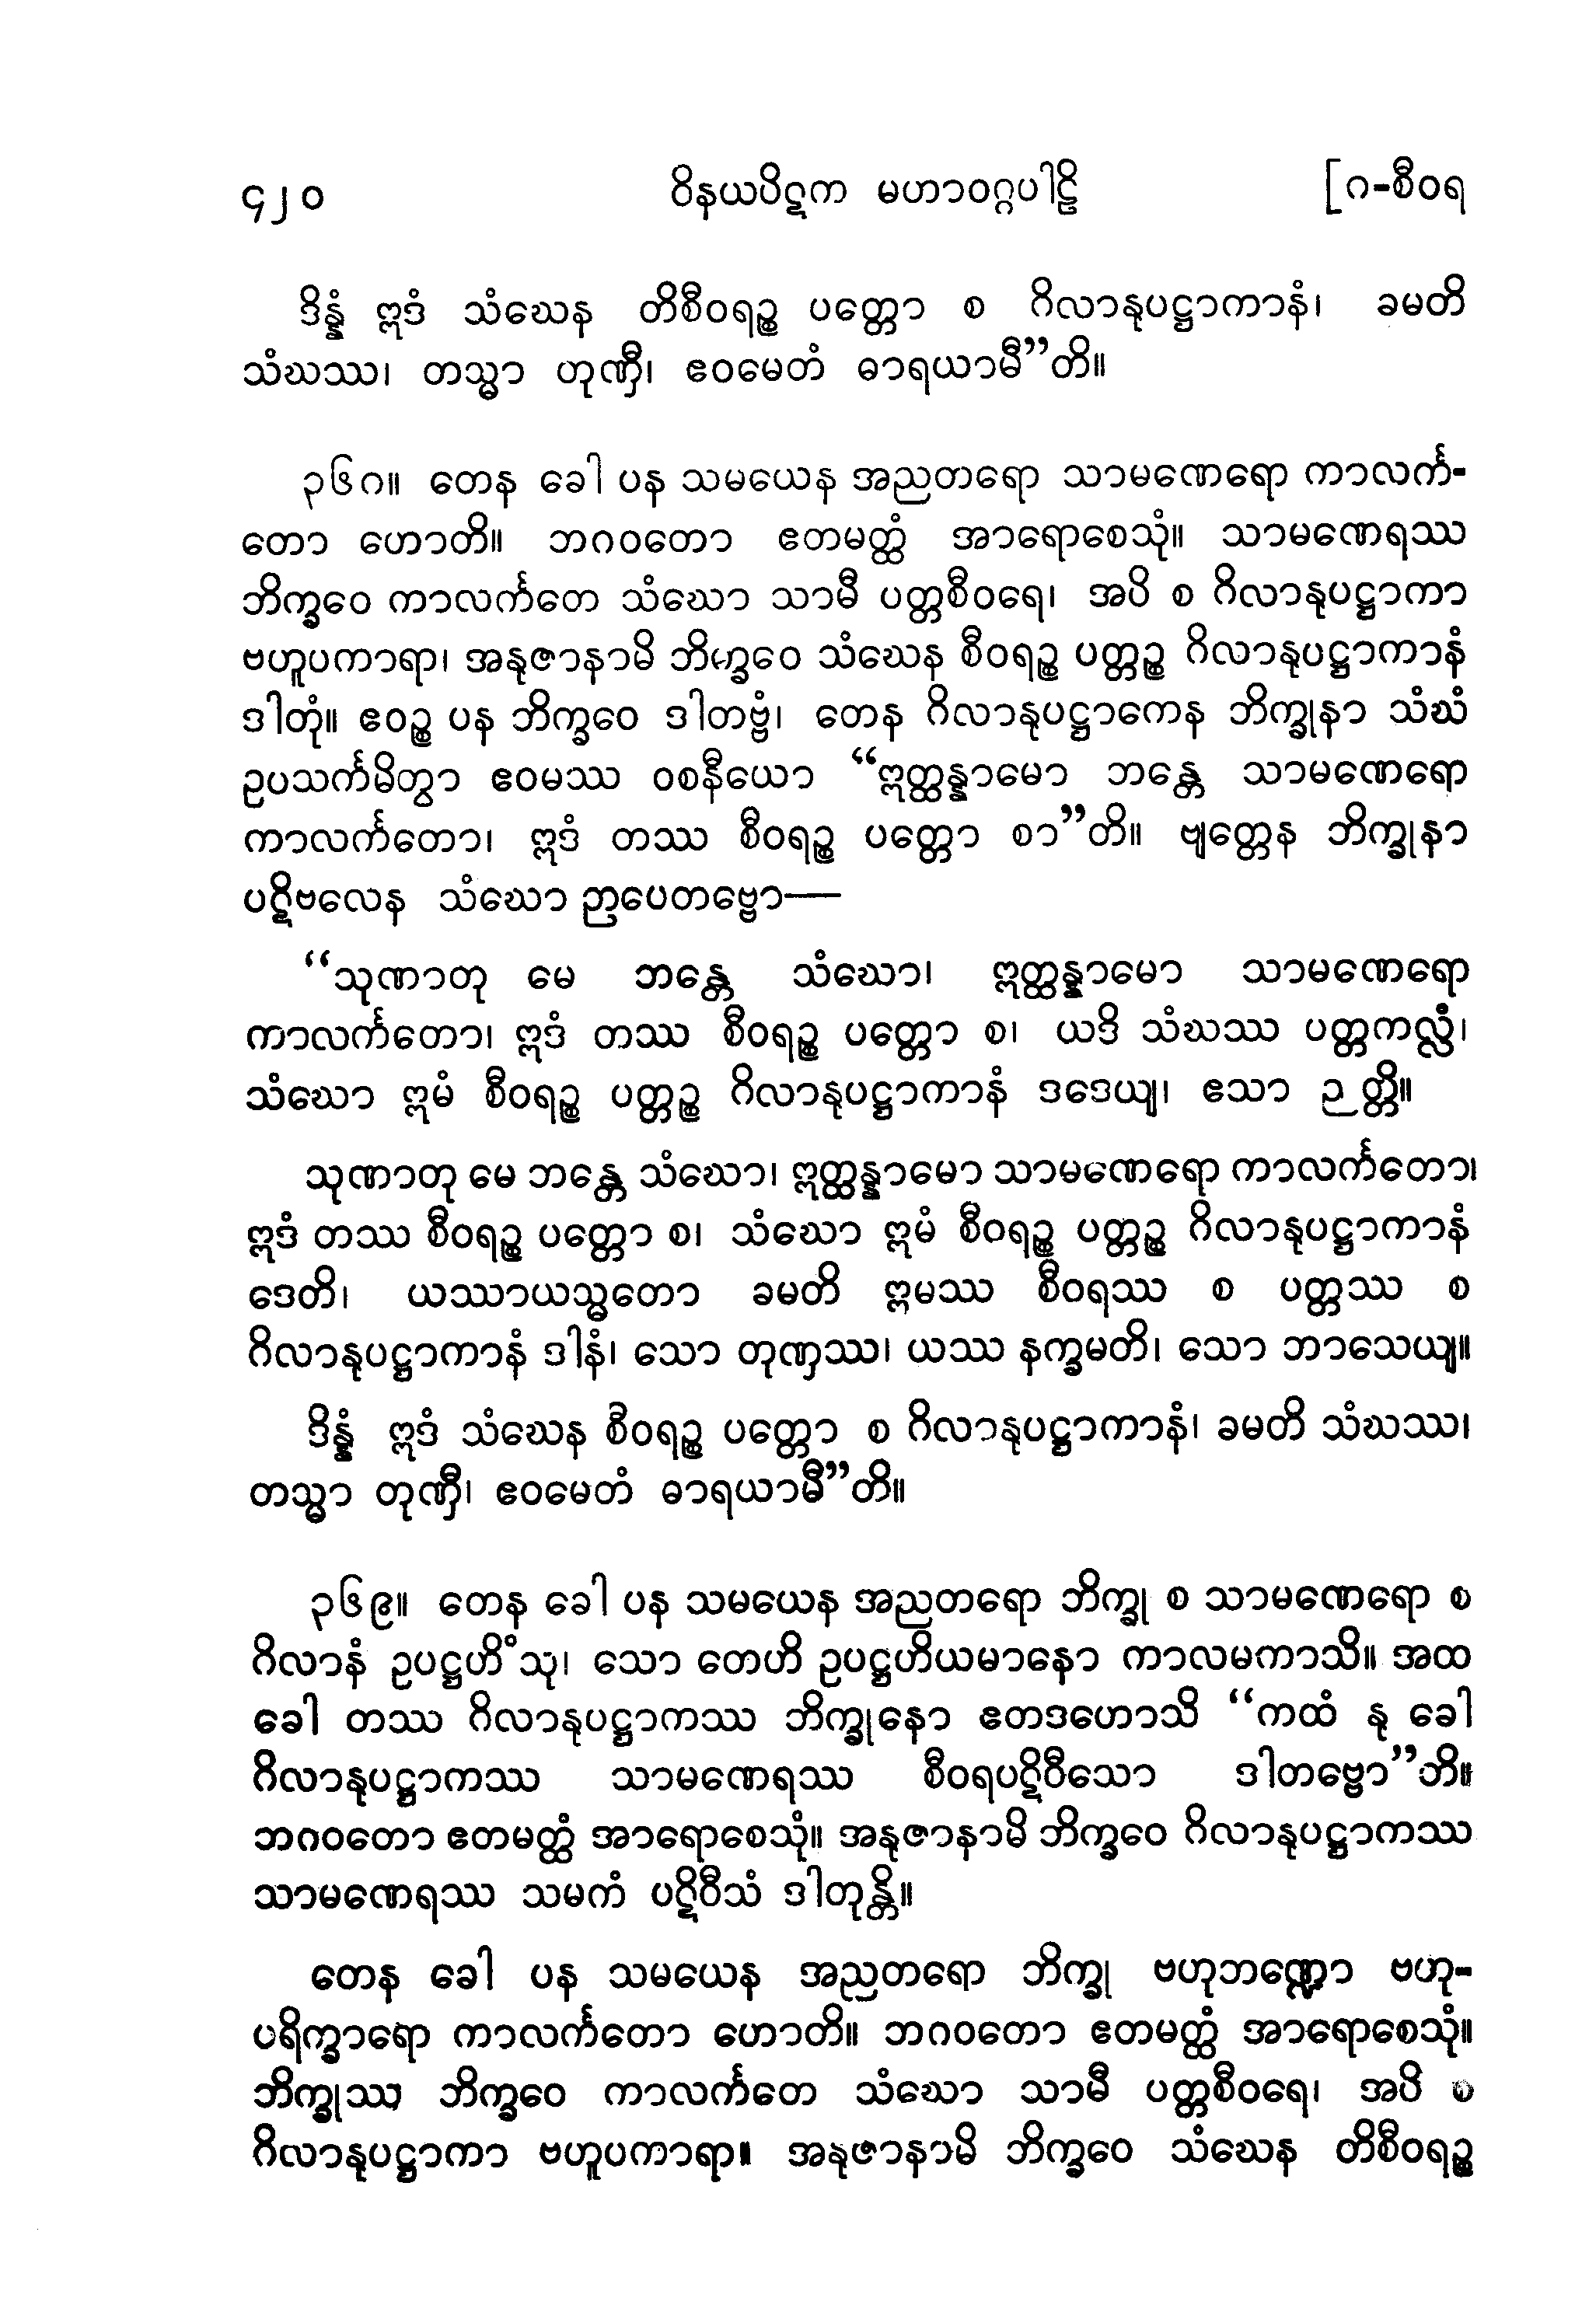 ၄၂၀ ဝိနယပိဋက မဟာဝဂ္ဂပါဠိ [၈-စီဝရ
ဒိန္နံ ဣဒံ သံဃေန တိစီဝရဉ္စ ပတ္တော စ ဂိလာနုပဋ္ဌာကာနံ၊ ခမတိ
သံဃဿ၊ တသ္မာ ဟုဏှီ၊ ဧဝမေတံ ဓာရယာမီ”တိ။
၃၆၈။ တေန ခေါ ပန သမယေန အညတရော သာမဏေရော ကာလင်္က-
တော ဟောတိ။ ဘဂဝတော ဧတမတ္ထံ အာရောစေသုံ။ သာမဏေရဿ
ဘိက္ခဝေ ကာလင်္ကတေ သံဃော သာမီ ပတ္တစီဝရေ၊ အပိ စ ဂိလာနုပဋ္ဌာကာ
ဗဟူပကာရာ၊ အနုဇာနာမိ ဘိက္ခဝေ သံဃေန စီဝရဉ္စ ပတ္တဉ္စ ဂိလာနုပဋ္ဌာကာနံ
ဒါတုံ။ ဧဝဉ္စ ပန ဘိက္ခဝေ ဒါတဗ္ဗံ၊ တေန ဂိလာနုပဋ္ဌာကေန ဘိက္ခုနာ သံဃံ
ဥပသင်္ကမိတွာ ဧဝမဿ ဝစနီယော “ဣတ္ထန္နာမော ဘန္တေ သာမဏေရော
ကာလင်္ကတော၊ ဣဒံ တဿ စီဝရဉ္စ ပတ္တော စာ”တိ။ ဗျတ္တေန ဘိက္ခုနာ
ပဋိဗလေန သံဃော ဉာပေတဗ္ဗော—
“သုဏာတု မေ ဘန္တေ သံဃော၊ ဣတ္ထန္နာမော သာမဏေရော
ကာလင်္ကတော၊ ဣဒံ တဿ စီဝရဉ္စ ပတ္တော စ၊ ယဒိ သံဃဿ ပတ္တကလ္လံ၊
သံဃော ဣမံ စီဝရဉ္စ ပတ္တဉ္စ ဂိလာနုပဋ္ဌာကာနံ ဒဒေယျ၊ ဧသာ ဉတ္တိ။
သုဏာတု မေ ဘန္တေ သံဃော၊ ဣတ္ထန္နာမော သာမဏေရော ကာလင်္ကတော၊
ဣဒံ တဿ စီဝရဉ္စ ပတ္တော စ၊ သံဃော ဣမံ စီဝရဉ္စ ပတ္တဉ္စ ဂိလာနုပဋ္ဌာကာနံ
ဒေတိ၊ ယဿာယသ္မတော ခမတိ ဣမဿ စီဝရဿ စ ပတ္တဿ စ
ဂိလာနုပဋ္ဌာကာနံ ဒါနံ၊ သော တုဏှဿ၊ ယဿ နက္ခမတိ၊ သော ဘာသေယျ။
ဒိန္နံ ဣဒံ သံဃေန စီဝရဉ္စ ပတ္တော စ ဂိလာနုပဋ္ဌာကာနံ၊ ခမတိ သံဃဿ၊
တသ္မာ တုဏှီ၊ ဧဝမေတံ ဓာရယာမီ”တိ။
၃၆၉။ တေန ခေါ ပန သမယေန အညတရော ဘိက္ခု စ သာမဏေရော စ
ဂိလာနံ ဥပဋ္ဌဟိံသု၊ သော တေဟိ ဥပဋ္ဌဟိယမာနော ကာလမကာသိ။ အထ
ခေါ တဿ ဂိလာနုပဋ္ဌာကဿ ဘိက္ခုနော ဧတဒဟောသိ “ကထံ နု ခေါ
ဂိလာနုပဋ္ဌာကဿ သာမဏေရဿ စီဝရပဋိဝီသော ဒါတဗ္ဗော”ဘိ။
ဘဂဝတော ဧတမတ္ထံ အာရောစေသုံ။ အနုဇာနာမိ ဘိက္ခဝေ ဂိလာနုပဋ္ဌာကဿ
သာမဏေရဿ သမကံ ပဋိဝီသံ ဒါတုန္တိ။
တေန ခေါ ပန သမယေန အညတရော ဘိက္ခု ဗဟုဘဏ္ဍော ဗဟု-
ပရိက္ခာရော ကာလင်္ကတော ဟောတိ။ ဘဂဝတော ဧတမတ္ထံ အာရောစေသုံ။
ဘိက္ခုဿ ဘိက္ခဝေ ကာလင်္ကတေ သံဃော သာမီ ပတ္တစီဝရေ၊ အပိ စ
ဂိလာနုပဋ္ဌာကာ ဗဟူပကာရာ။ အနုဇာနာမိ ဘိက္ခဝေ သံဃေန တိစီဝရဉ္စ